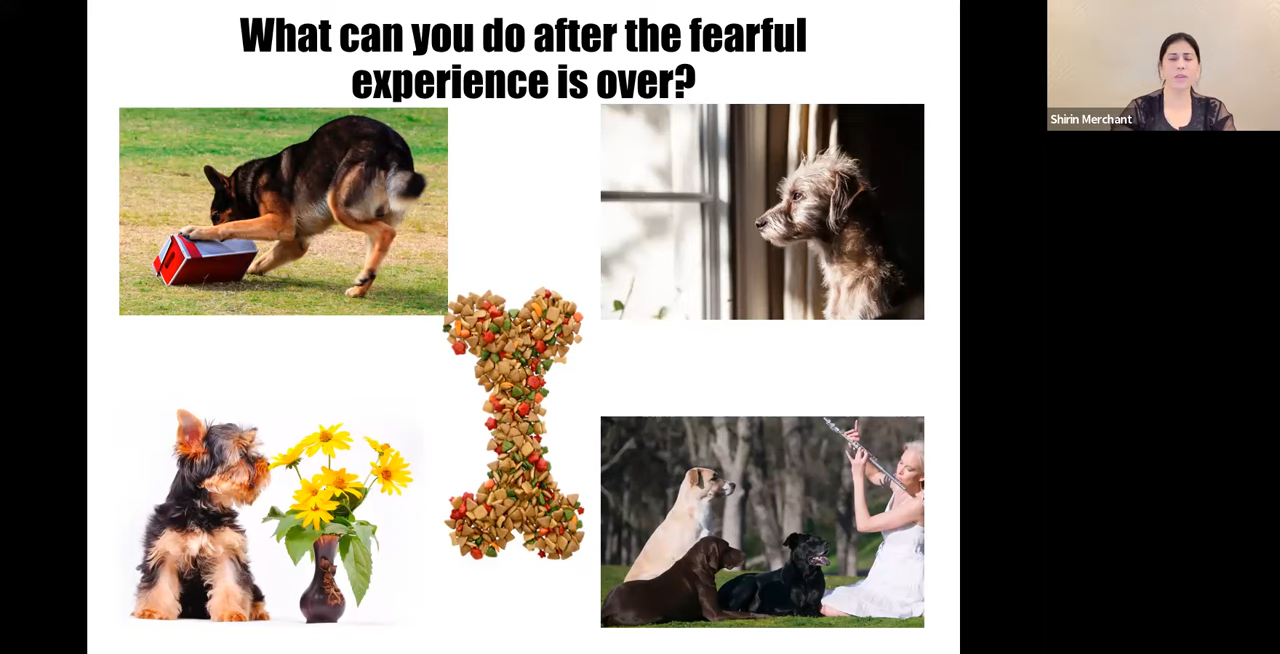 What can you do after the fearful
experience is over?
Shirin Merchant